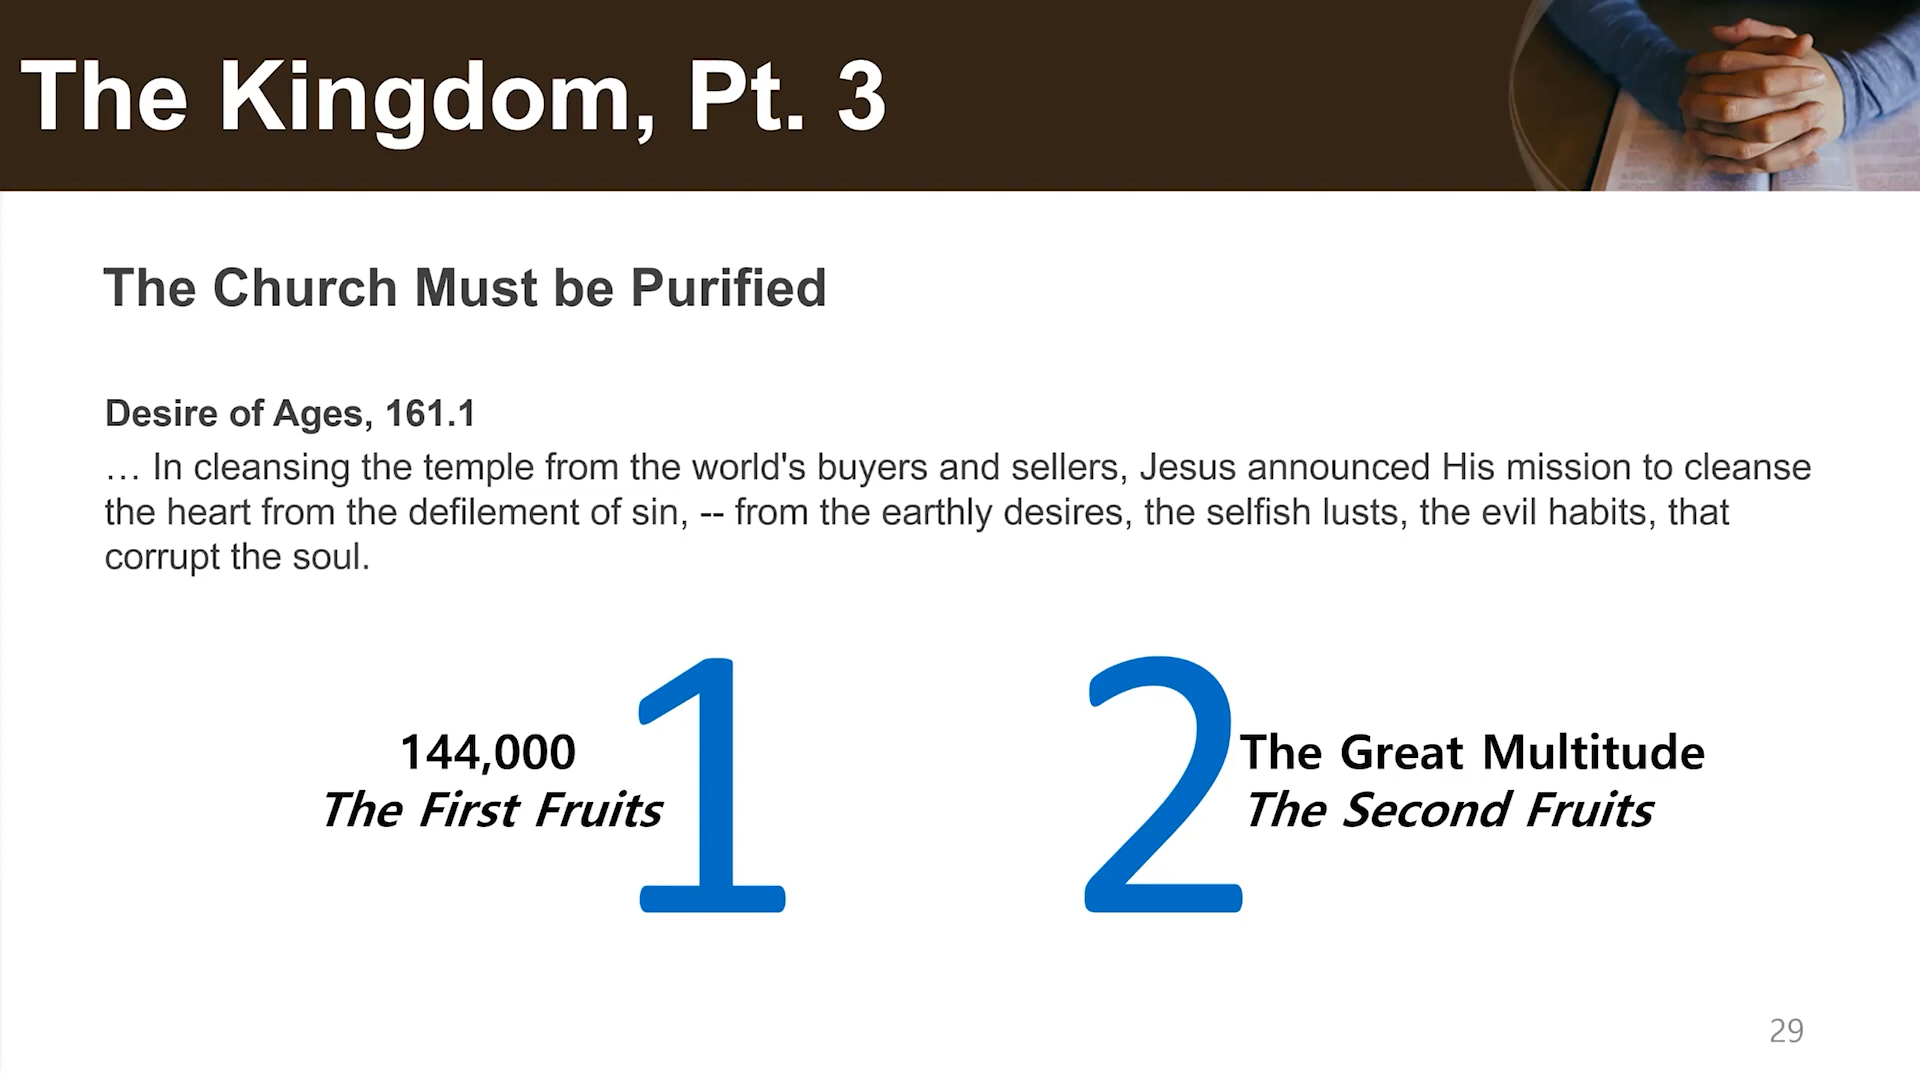 The Kingdom, Pt. 3
The Church Must be Purified
Desire of Ages, 161.1
… In cleansing the temple from the world's buyers and sellers, Jesus announced His mission to cleanse
the heart from the defilement of sin, -- from the earthly desires, the selfish lusts, the evil habits, that
corrupt the soul.
144,000
The First Fruits
1
2
The Great Multitude
The Second Fruits
29